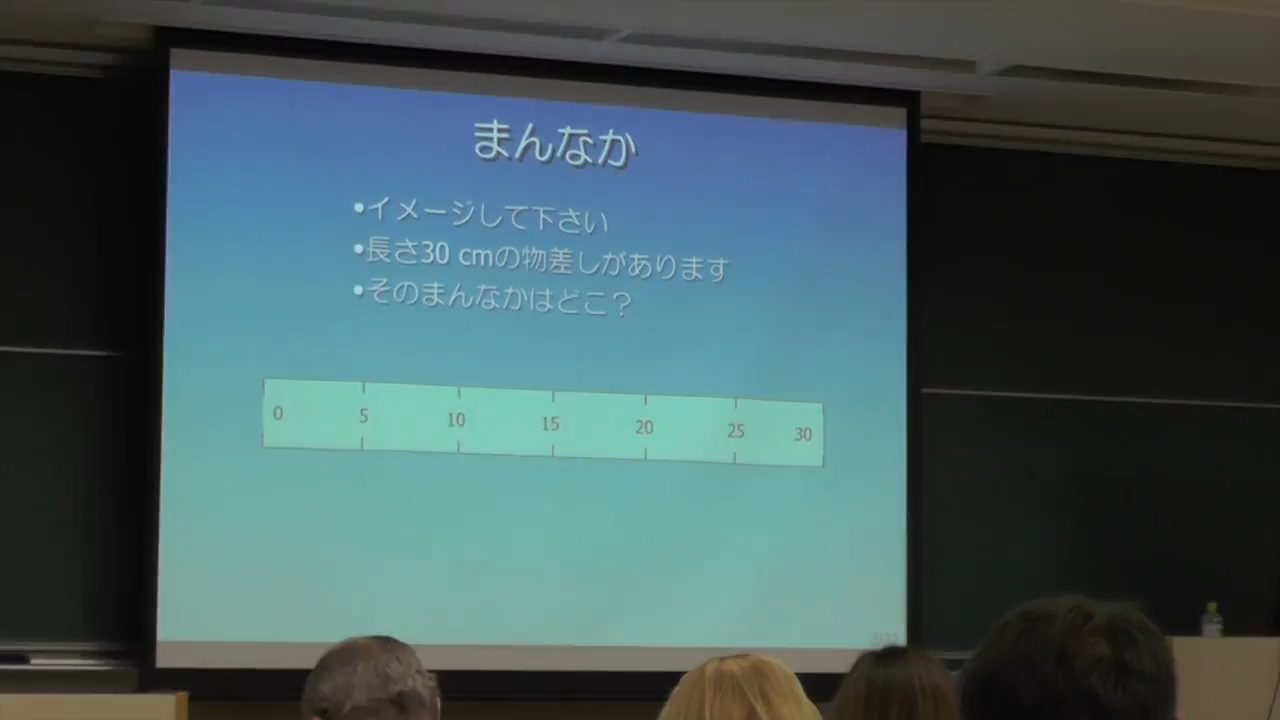 まんなか
•イメージして下さい
•長さ30 cmの物差しがあります
•そのまんなかはどこ？
0 5 10 15 20 25 30